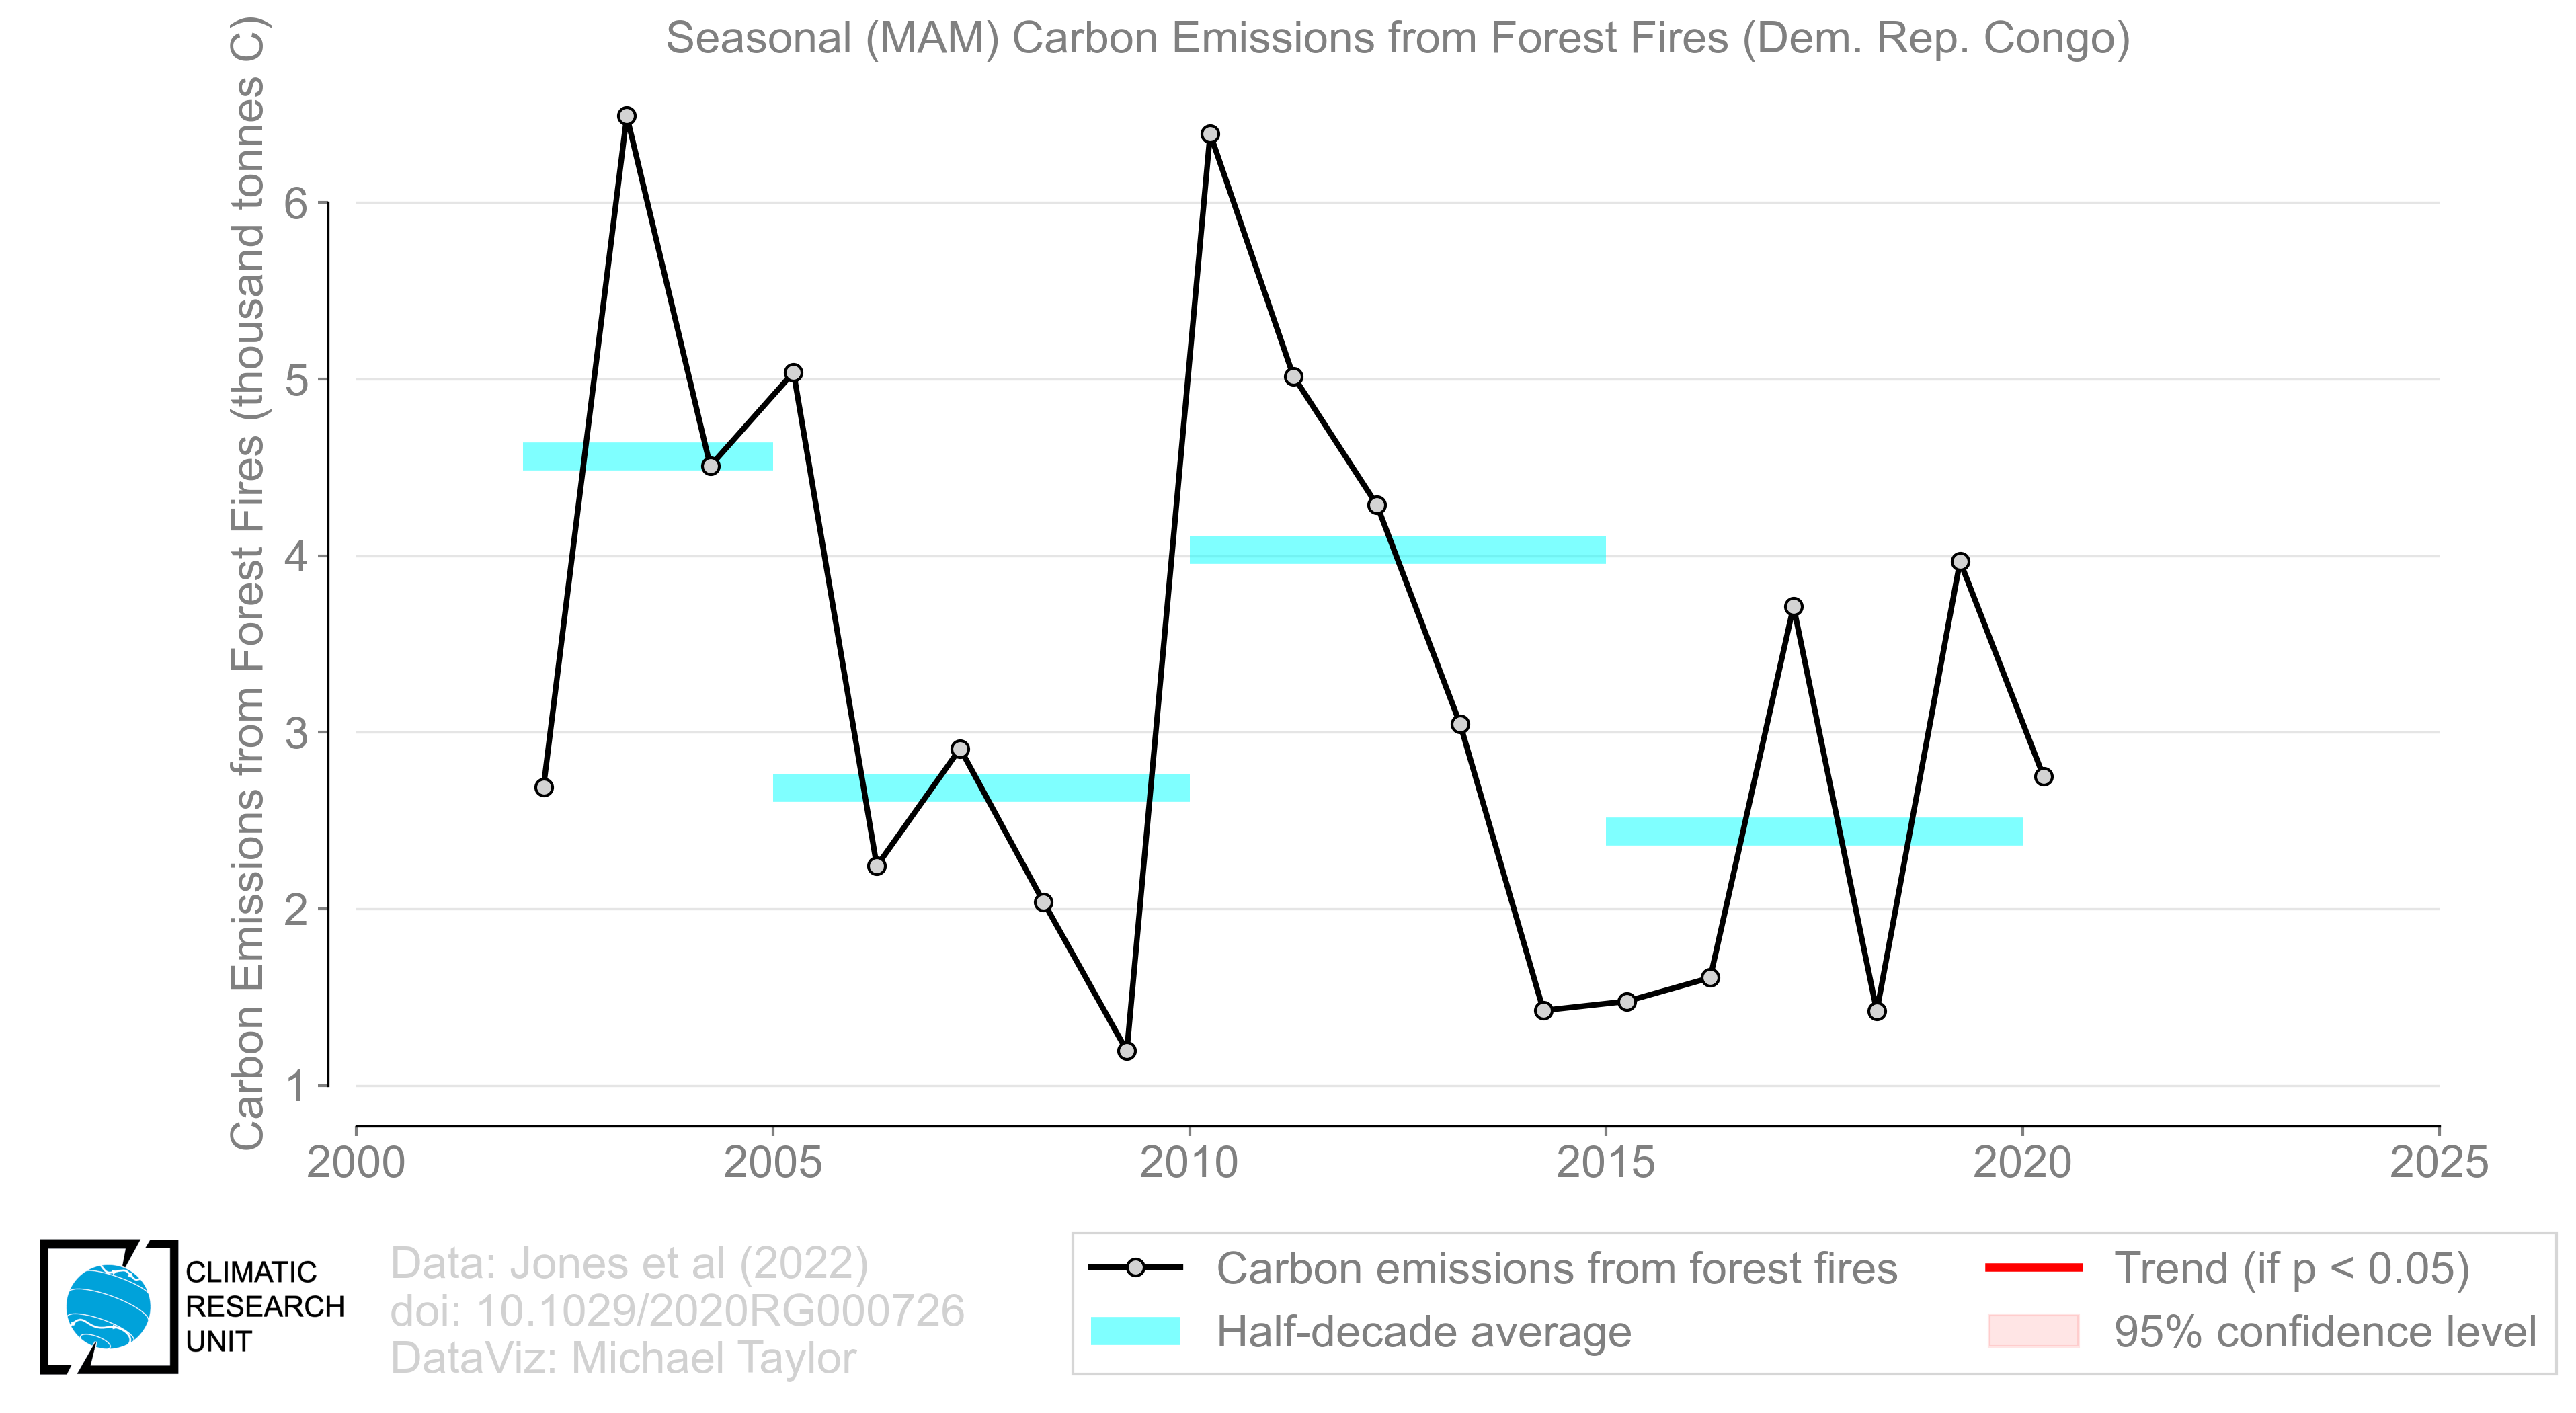 Seasonal (MAM) Carbon Emissions from Forest Fires (Dem. Rep. Congo)
Carbon Emissions from Forest Fires (thousand tonnes C)
6
5
4
3
2
1
2000 2005 2010 2015 2020 2025
CLIMATIC
RESEARCH
UNIT
Data: Jones et al (2022)
doi: 10.1029/2020RG000726
DataViz: Michael Taylor
Carbon emissions from forest fires
Half-decade average
Trend (if p < 0.05)
95% confidence level